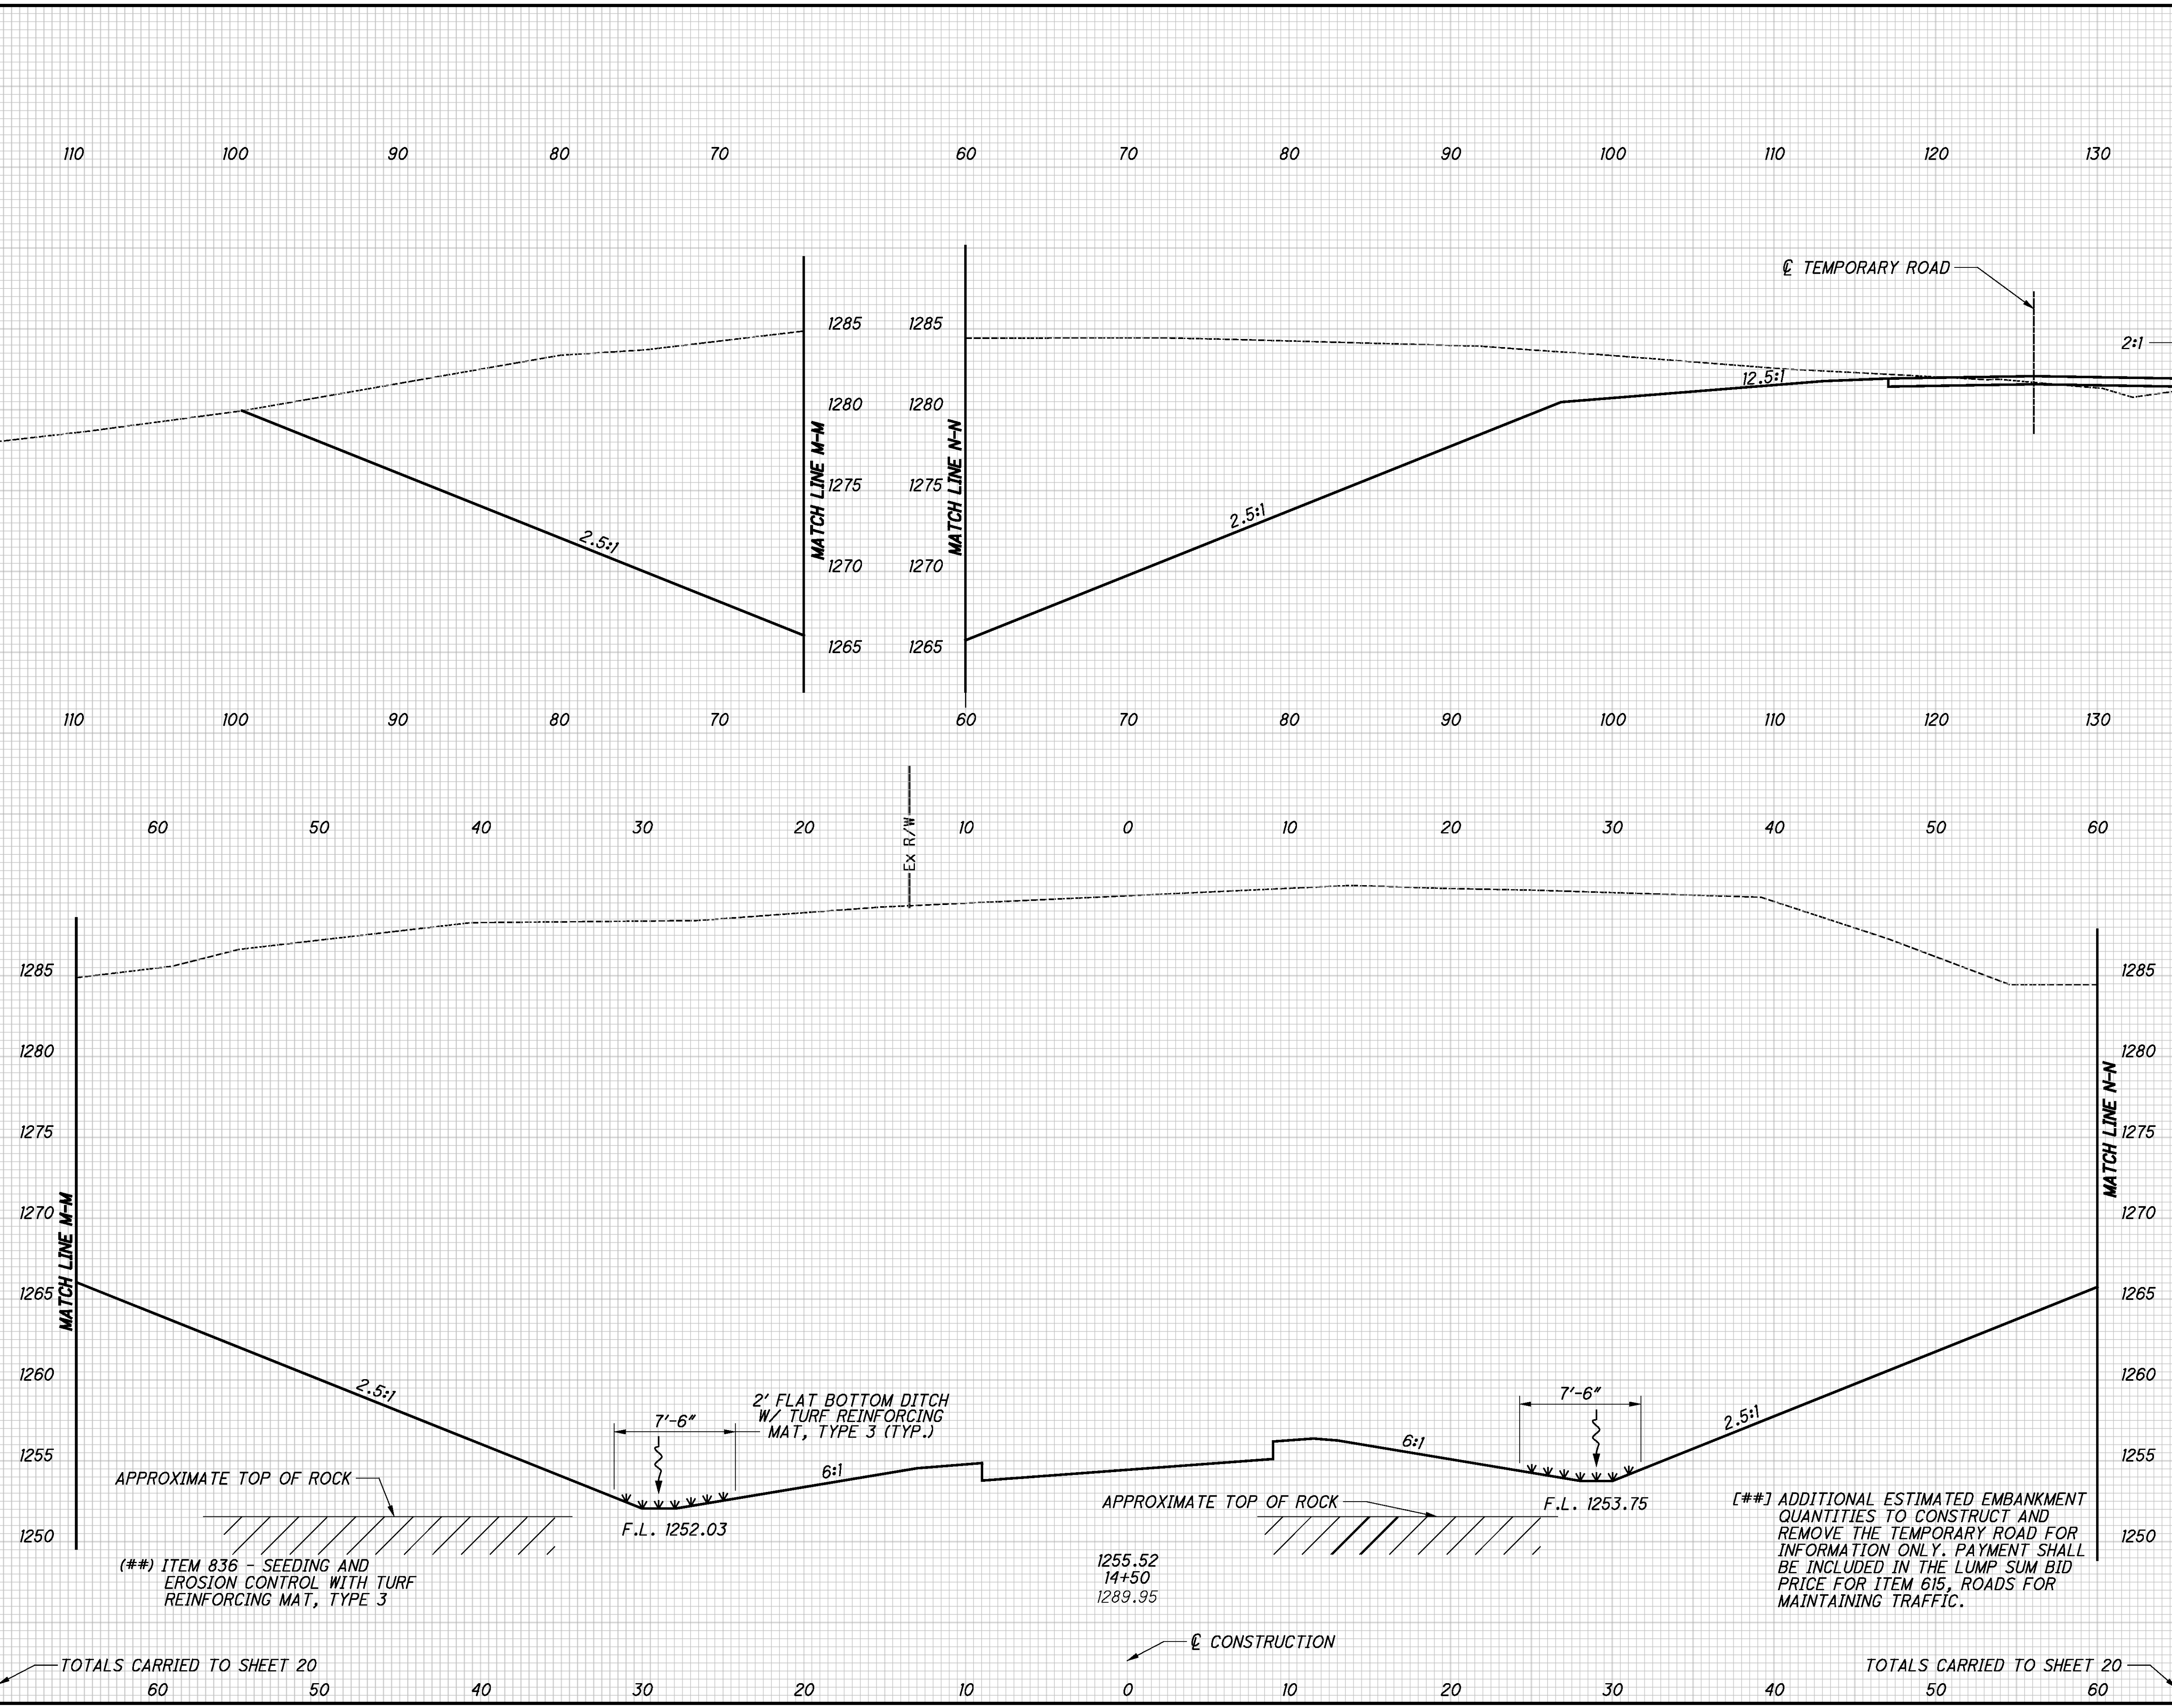 110 100 90 80 70 60 70 80 90 100 110 120 130
℄ TEMPORARY ROAD
2:1
1285 1285
12.5:1
1280 1280
MATCH LINE M-M
MATCH LINE N-N
1275 1275
2.5:1
2.5:1
1270 1270
1265 1265
110 100 90 80 70 60 70 80 90 100 110 120 130
Ex R/W
60 50 40 30 20 10 0 10 20 30 40 50 60
1285 1285
1280 1280
1275 1275
MATCH LINE N-N
1270 1270
MATCH LINE M-M
1265 1265
1260 1260
2.5:1
2' FLAT BOTTOM DITCH
W/ TURF REINFORCING
MAT, TYPE 3 (TYP.)
7'-6"
7'-6"
2.5:1
6:1
6:1
1255 1255
APPROXIMATE TOP OF ROCK
APPROXIMATE TOP OF ROCK
F.L. 1252.03
F.L. 1253.75
1250 1250
(##) ITEM 836 - SEEDING AND
EROSION CONTROL WITH TURF
REINFORCING MAT, TYPE 3
1255.52
14+50
1289.95
[##] ADDITIONAL ESTIMATED EMBANKMENT
QUANTITIES TO CONSTRUCT AND
REMOVE THE TEMPORARY ROAD FOR
INFORMATION ONLY. PAYMENT SHALL
BE INCLUDED IN THE LUMP SUM BID
PRICE FOR ITEM 615, ROADS FOR
MAINTAINING TRAFFIC.
℄ CONSTRUCTION
TOTALS CARRIED TO SHEET 20
TOTALS CARRIED TO SHEET 20
60 50 40 30 20 10 0 10 20 30 40 50 60